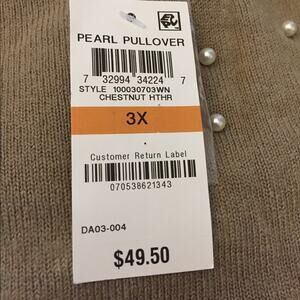 PEARL PULLOVER
7 32994 34224 7
STYLE 100030703WN
CHESTNUT HTHR
3X
Customer Return Label
070538621343
DA03-004
$49.50